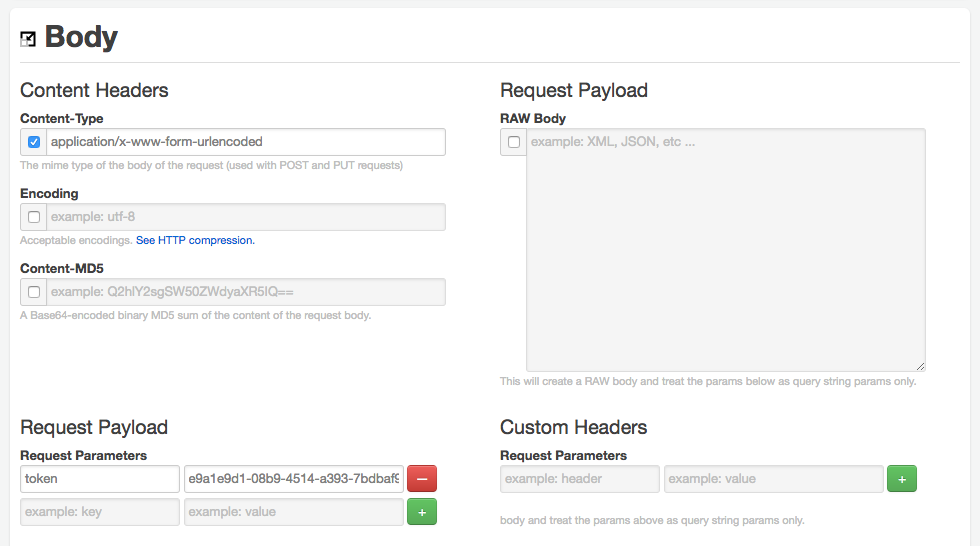 Body
Content Headers
Content-Type
application/x-www-form-urlencoded
The mime type of the body of the request (used with POST and PUT requests)
Encoding
example: utf-8
Acceptable encodings. See HTTP compression.
Content-MD5
example: Q2hlY2sgSW50ZWdyaXR5IQ==
A Base64-encoded binary MD5 sum of the content of the request body.
Request Payload
RAW Body
example: XML, JSON, etc ...
This will create a RAW body and treat the params below as query string params only.
Request Payload
Request Parameters
token e9a1e9d1-08b9-4514-a393-7bdbaf9
example: key example: value
Custom Headers
Request Parameters
example: header example: value
body and treat the params above as query string params only.